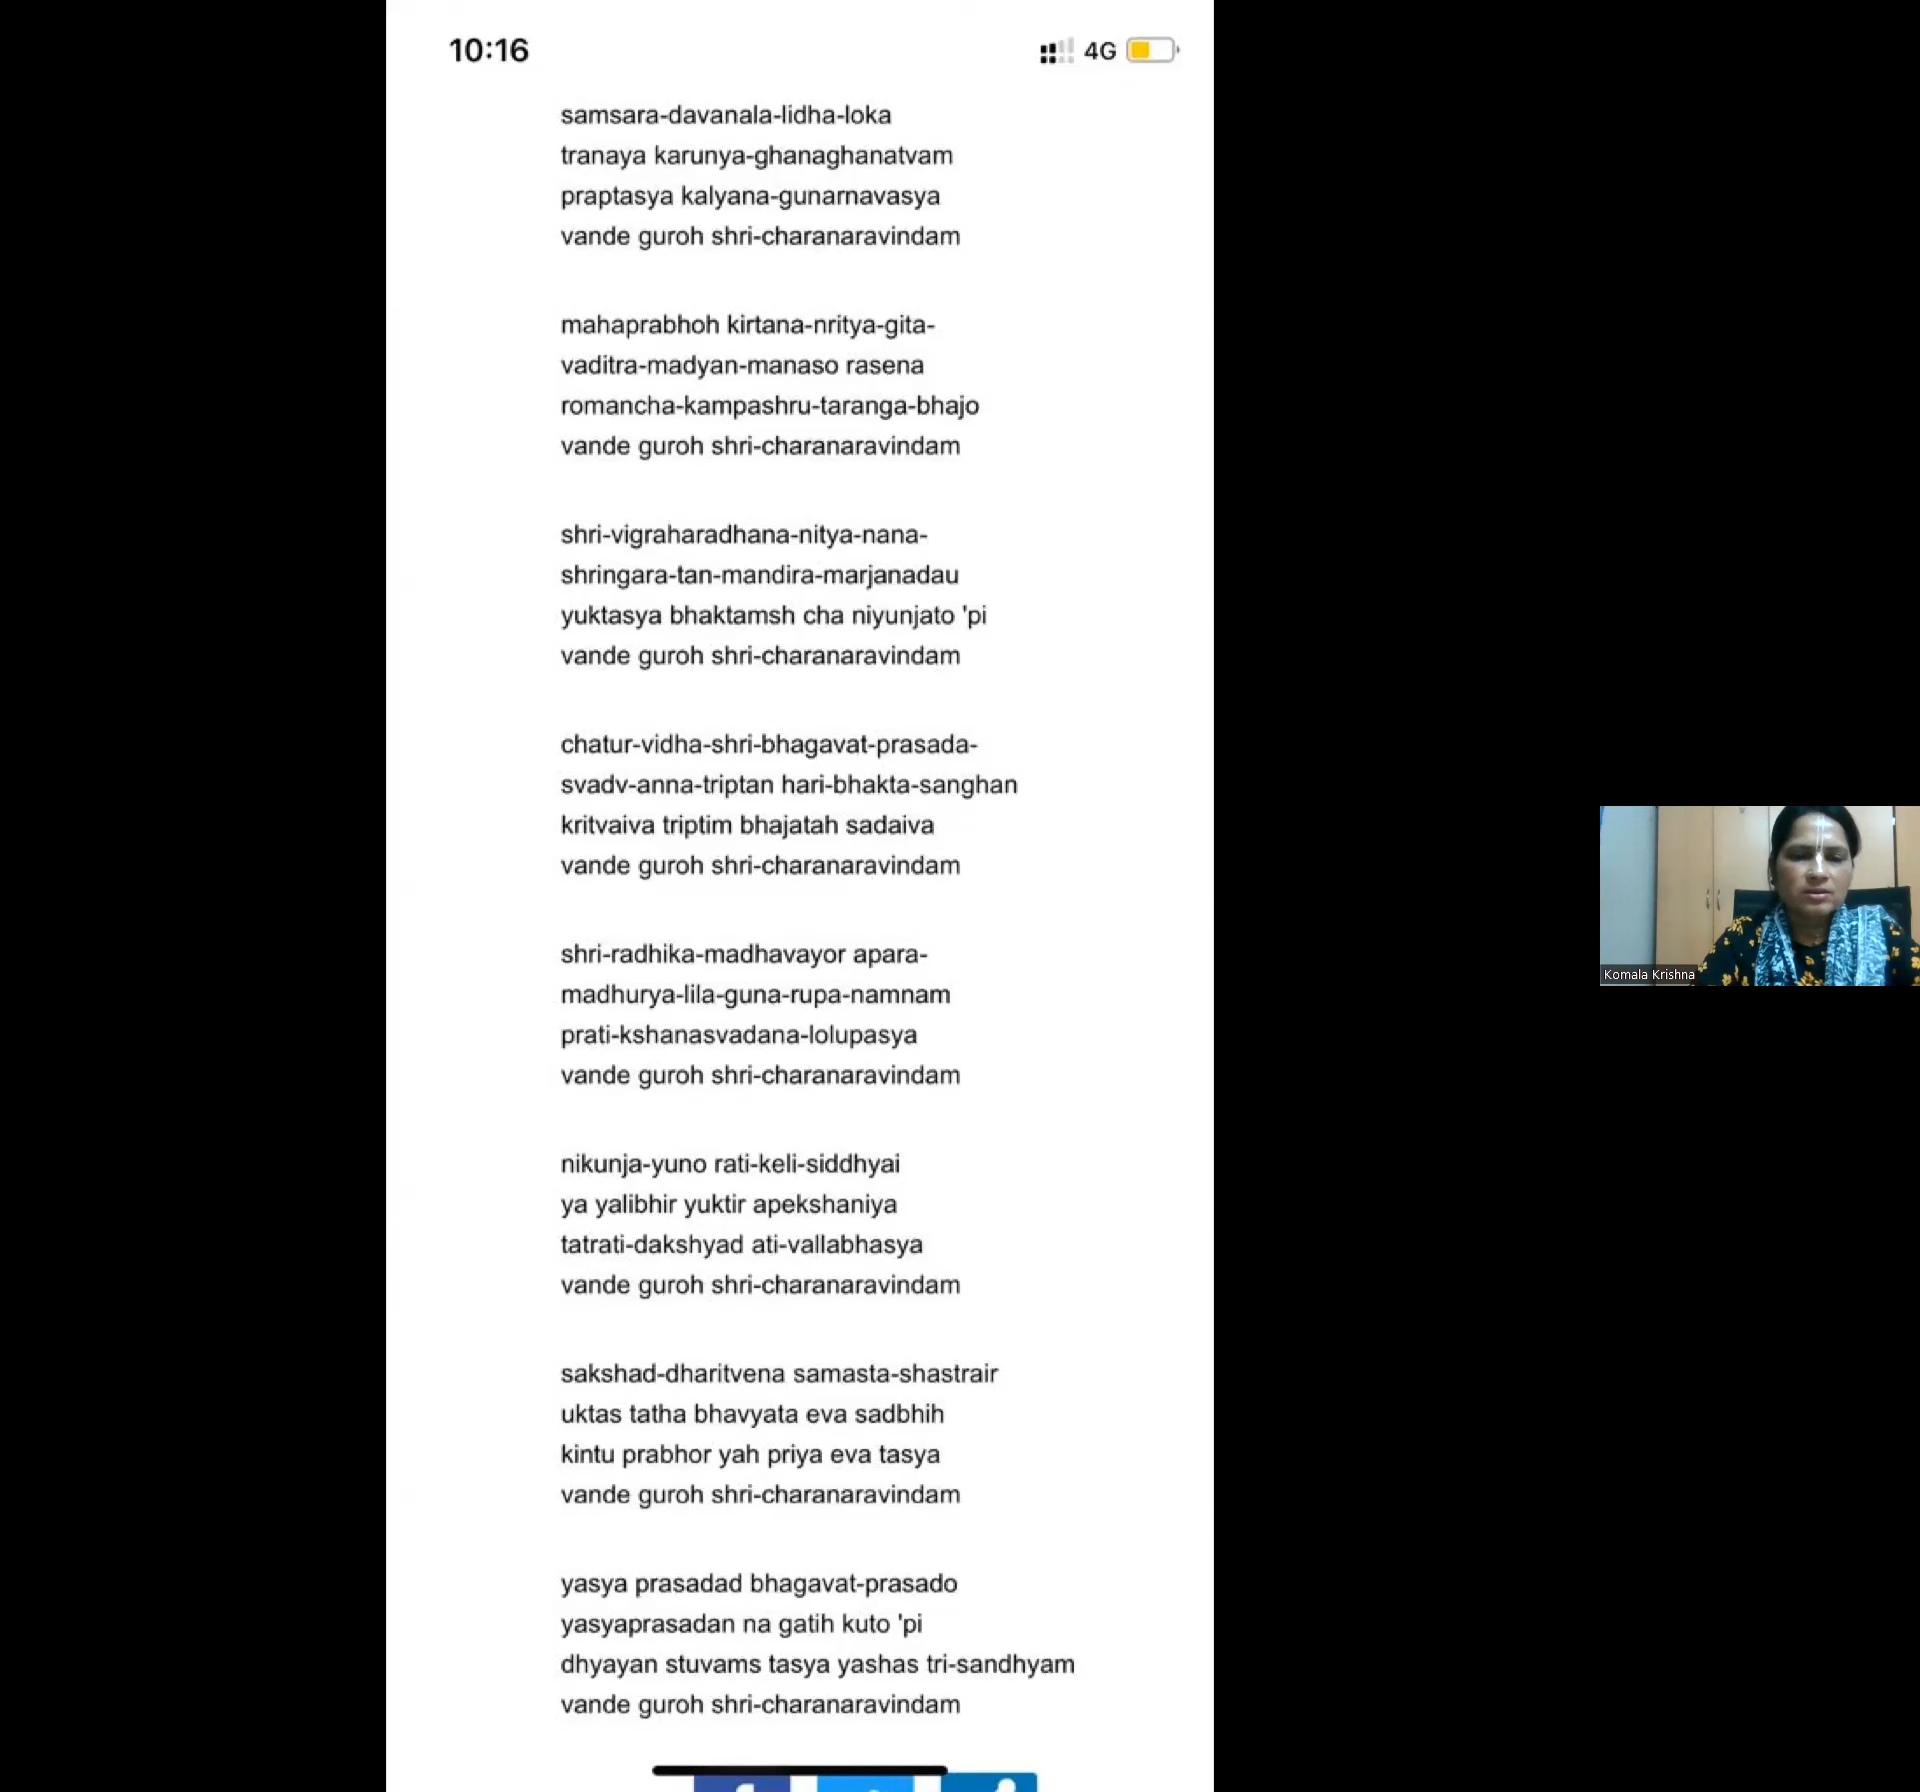 10:16
4G
samsara-davanala-lidha-loka
tranaya karunya-ghanaghanatvam
praptasya kalyana-gunarnavasya
vande guroh shri-charanaravindam
mahaprabhoh kirtana-nritya-gita-
vaditra-madyan-manaso rasena
romancha-kampashru-taranga-bhajo
vande guroh shri-charanaravindam
shri-vigraharadhana-nitya-nana-
shringara-tan-mandira-marjanadau
yuktasya bhaktamsh cha niyunjato 'pi
vande guroh shri-charanaravindam
chatur-vidha-shri-bhagavat-prasada-
svadv-anna-triptan hari-bhakta-sanghan
kritvaiva triptim bhajatah sadaiva
vande guroh shri-charanaravindam
shri-radhika-madhavayor apara-
madhurya-lila-guna-rupa-namnam
prati-kshanasvadana-lolupasya
vande guroh shri-charanaravindam
nikunja-yuno rati-keli-siddhyai
ya yalibhir yuktir apekshaniya
tatrati-dakshyad ati-vallabhasya
vande guroh shri-charanaravindam
sakshad-dharitvena samasta-shastrair
uktas tatha bhavyata eva sadbhih
kintu prabhor yah priya eva tasya
vande guroh shri-charanaravindam
yasya prasadad bhagavat-prasado
yasyaprasadan na gatih kuto 'pi
dhyayan stuvams tasya yashas tri-sandhyam
vande guroh shri-charanaravindam
Komala Krishna